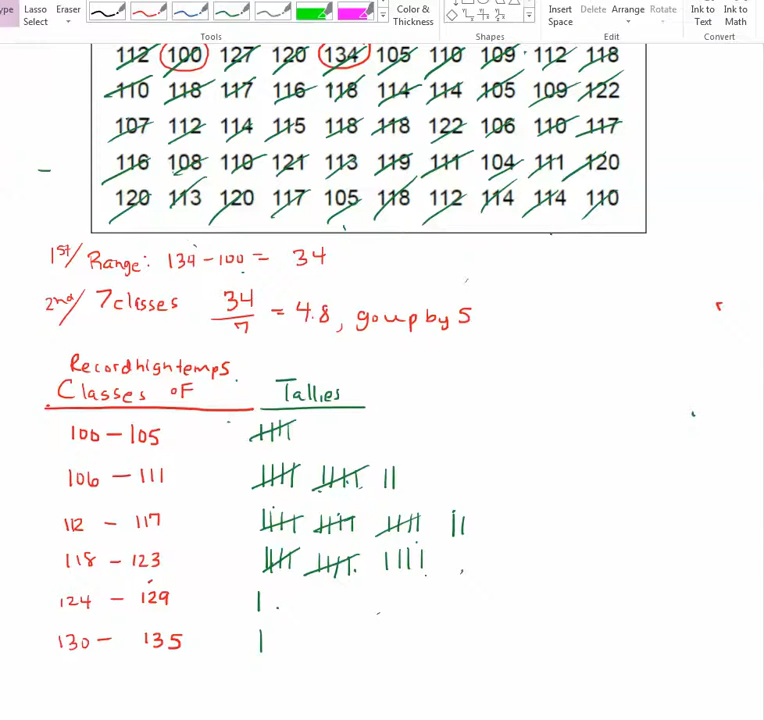 ype Lasso Select Eraser Color & Thickness Insert Space Delete Arrange Rotate Ink to Text Ink to Math
Tools Shapes Edit Convert
112 100 127 120 134 105 110 109 112 118
110 118 117 116 118 114 114 105 109 122
107 112 114 115 118 118 122 106 110 117
116 108 110 121 113 119 111 104 111 120
120 113 120 117 105 118 112 114 114 110
1st/ Range: 134 - 100 = 34
2nd/ 7 classes 34/7 = 4.8, go up by 5
Record high temps
Classes oF Tallies
100 - 105
106 - 111
112 - 117
118 - 123
124 - 129
130 - 135